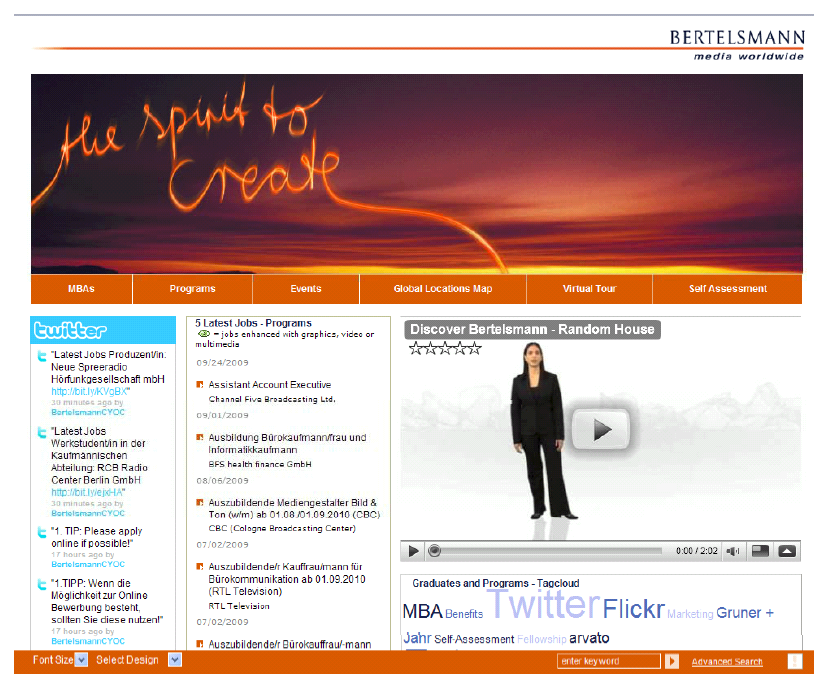 BERTELSMANN
media worldwide
the spirit to
create
MBAs
Programs
Events
Global Locations Map
Virtual Tour
Self Assessment
twitter
"Latest Jobs Produzent/in:
Neue Spreeradio
Hörfunkgesellschaft mbH
http://bit.ly/KVgBX"
30 minutes ago by
BertelsmannCYOC
"Latest Jobs
Werkstudent/in in der
Kaufmännischen
Abteilung: RCB Radio
Center Berlin GmbH
http://bit.ly/ejxHA"
30 minutes ago by
BertelsmannCYOC
"1. TIP: Please apply
online if possible!"
17 hours ago by
BertelsmannCYOC
"1.TIPP: Wenn die
Möglichkeit zur Online
Bewerbung besteht,
sollten Sie diese nutzen!"
17 hours ago by
BertelsmannCYOC
5 Latest Jobs - Programs
= jobs enhanced with graphics, video or
multimedia
09/24/2009
Assistant Account Executive
Channel Five Broadcasting Ltd.
09/01/2009
Ausbildung Bürokaufmann/frau und
Informatikkaufmann
BFS health finance GmbH
08/06/2009
Auszubildende Mediengestalter Bild &
Ton (w/m) ab 01.08./01.09.2010 (CBC)
CBC (Cologne Broadcasting Center)
07/02/2009
Auszubildende/r Kauffrau/mann für
Bürokommunikation ab 01.09.2010
(RTL Television)
RTL Television
07/02/2009
Auszubildende/r Bürokauffrau/-mann
Discover Bertelsmann - Random House
0:00 / 2:02
Graduates and Programs - Tagcloud
MBA Benefits Twitter Flickr Marketing Gruner +
Jahr Self-Assessment Fellowship arvato
Font Size
Select Design
enter keyword
Advanced Search